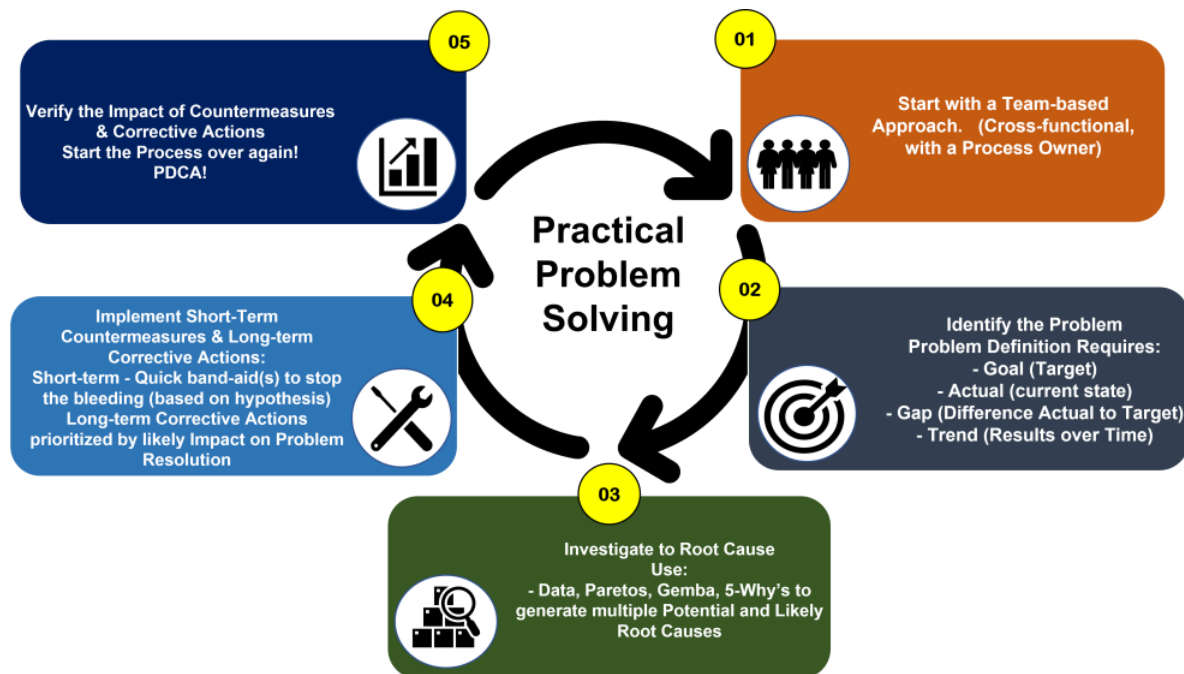 Practical
Problem
Solving
01
Start with a Team-based
Approach.   (Cross-functional,
with a Process Owner)
02
Identify the Problem
Problem Definition Requires:
- Goal (Target)
- Actual (current state)
- Gap (Difference Actual to Target)
- Trend (Results over Time)
03
Investigate to Root Cause
Use:
- Data, Paretos, Gemba, 5-Why's to
generate multiple Potential and Likely
Root Causes
04
Implement Short-Term
Countermeasures & Long-term
Corrective Actions:
Short-term - Quick band-aid(s) to stop
the bleeding (based on hypothesis)
Long-term Corrective Actions
prioritized by likely Impact on Problem
Resolution
05
Verify the Impact of Countermeasures
& Corrective Actions
Start the Process over again!
PDCA!